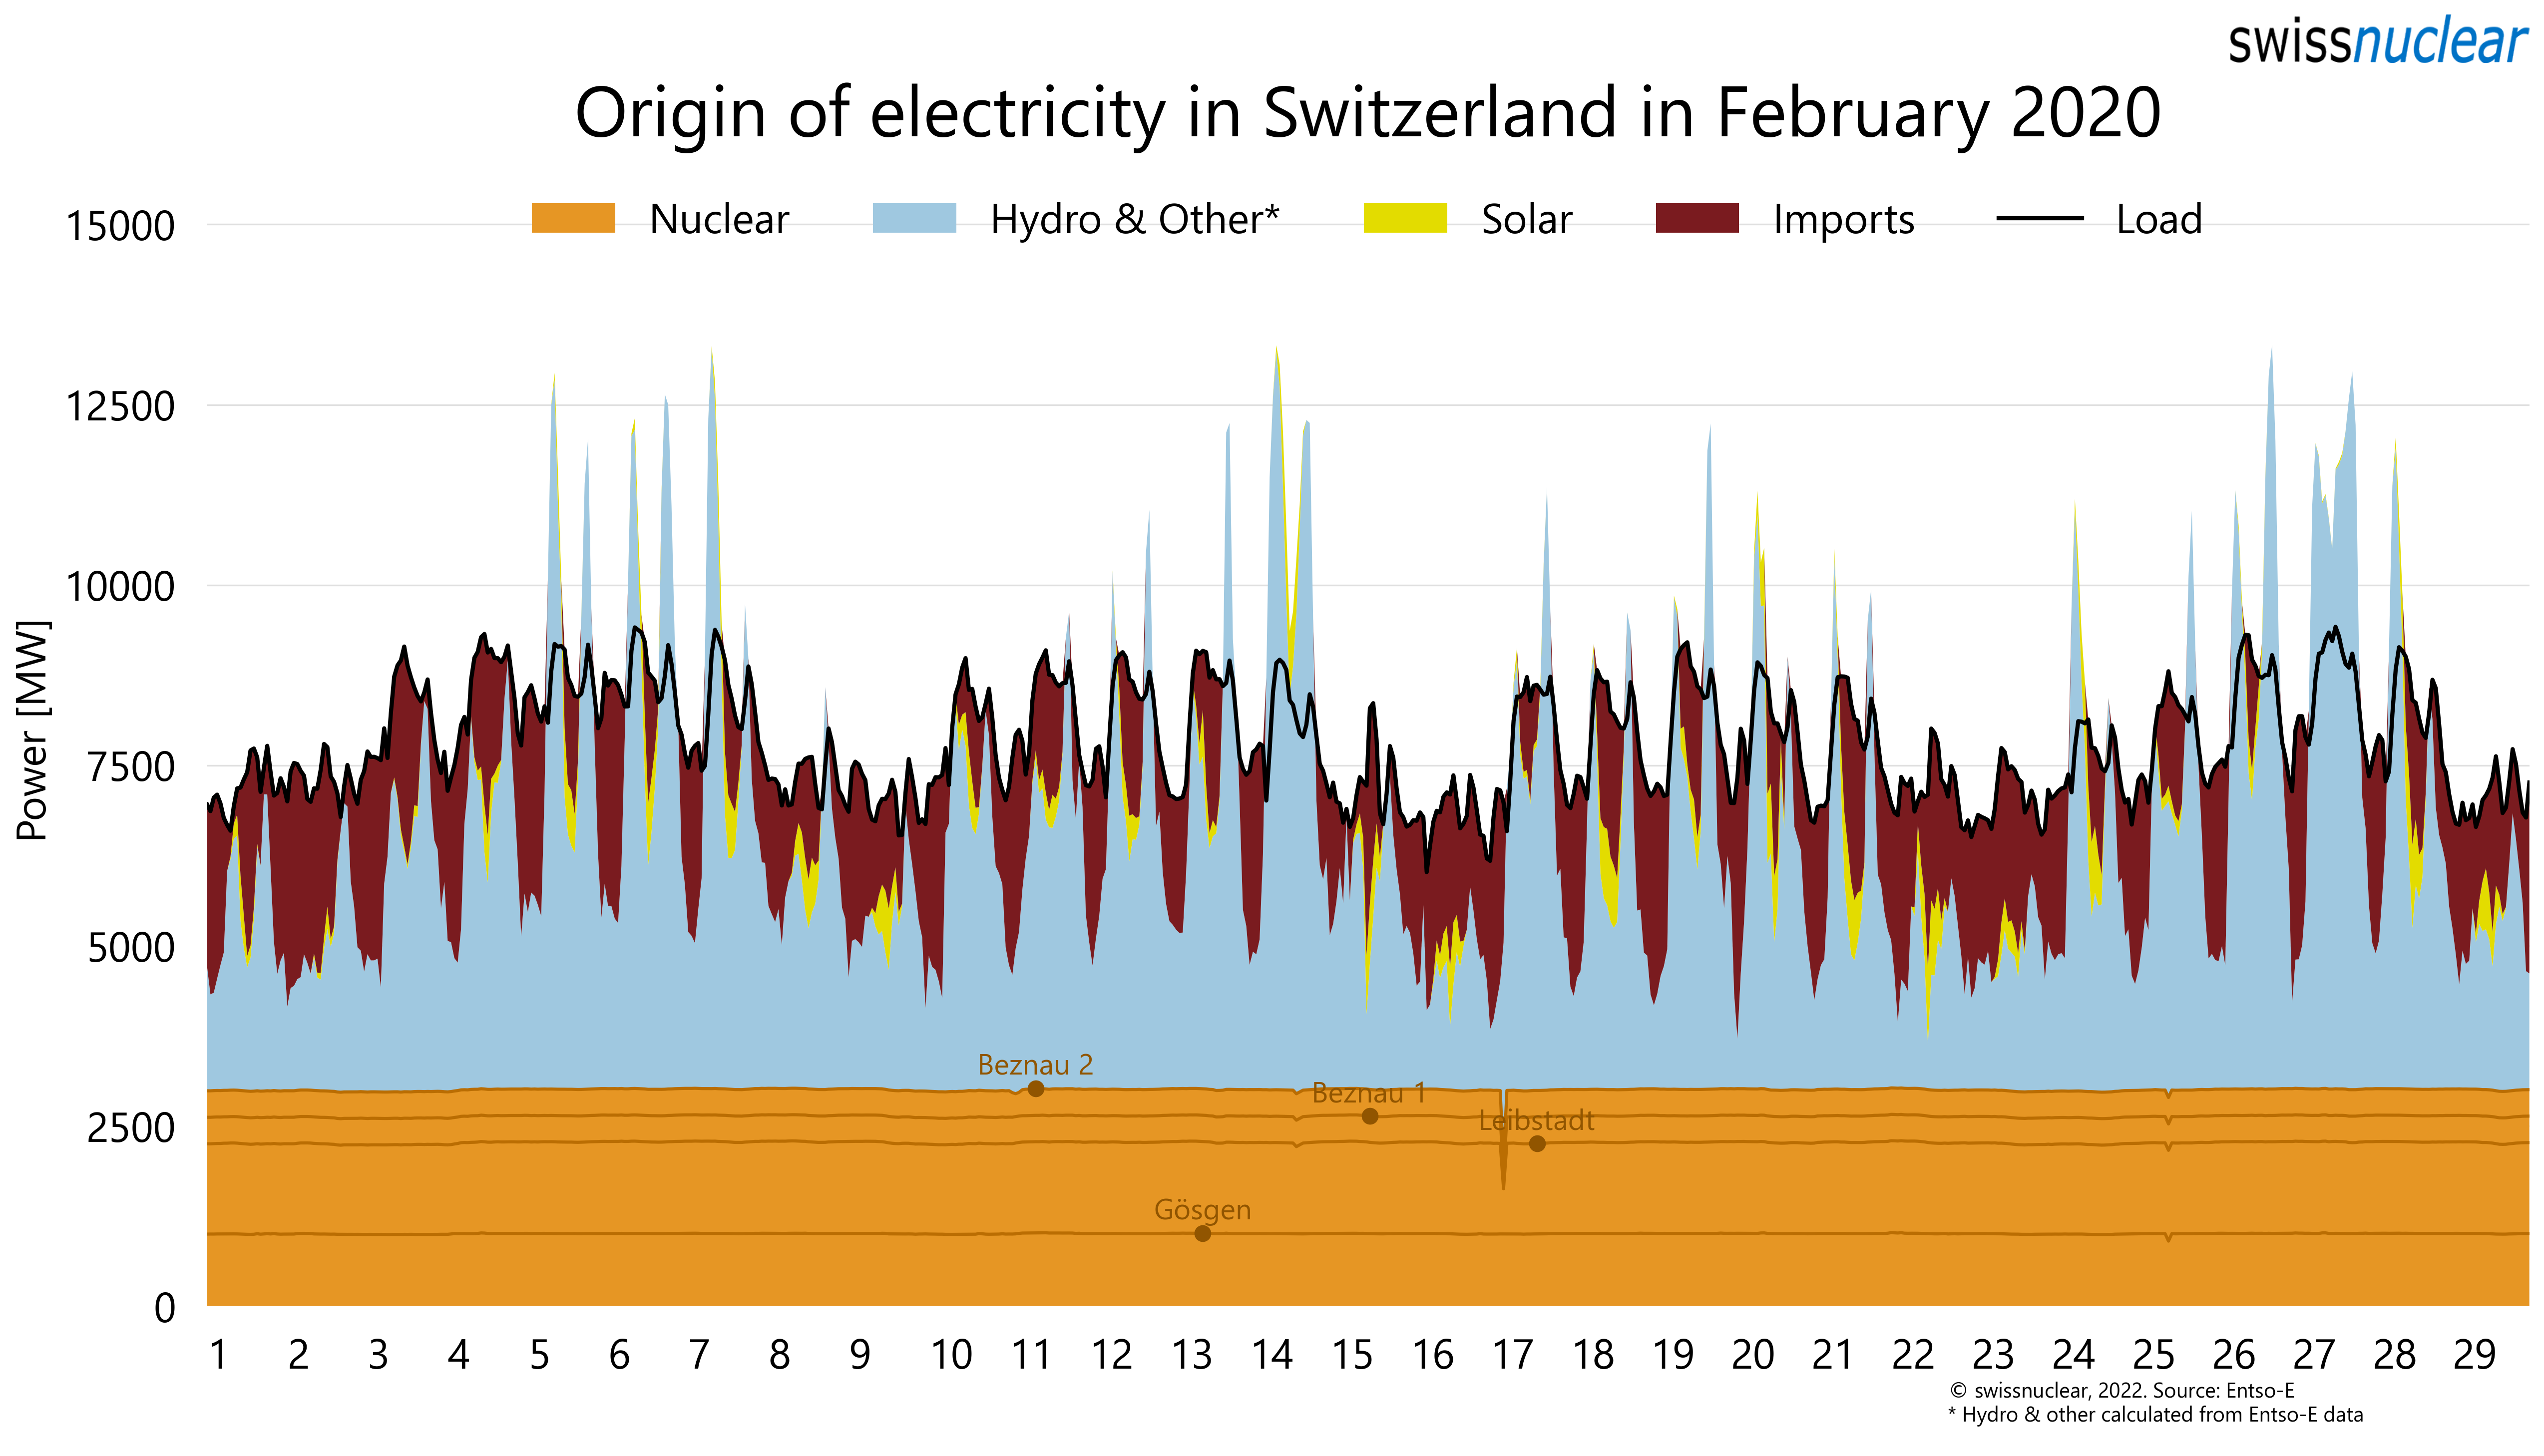 swissnuclear
Origin of electricity in Switzerland in February 2020
Nuclear Hydro & Other* Solar Imports Load
15000
12500
10000
7500
5000
2500
0
Power [MW]
Beznau 2
Beznau 1
Leibstadt
Gösgen
1 2 3 4 5 6 7 8 9 10 11 12 13 14 15 16 17 18 19 20 21 22 23 24 25 26 27 28 29
© swissnuclear, 2022. Source: Entso-E
* Hydro & other calculated from Entso-E data